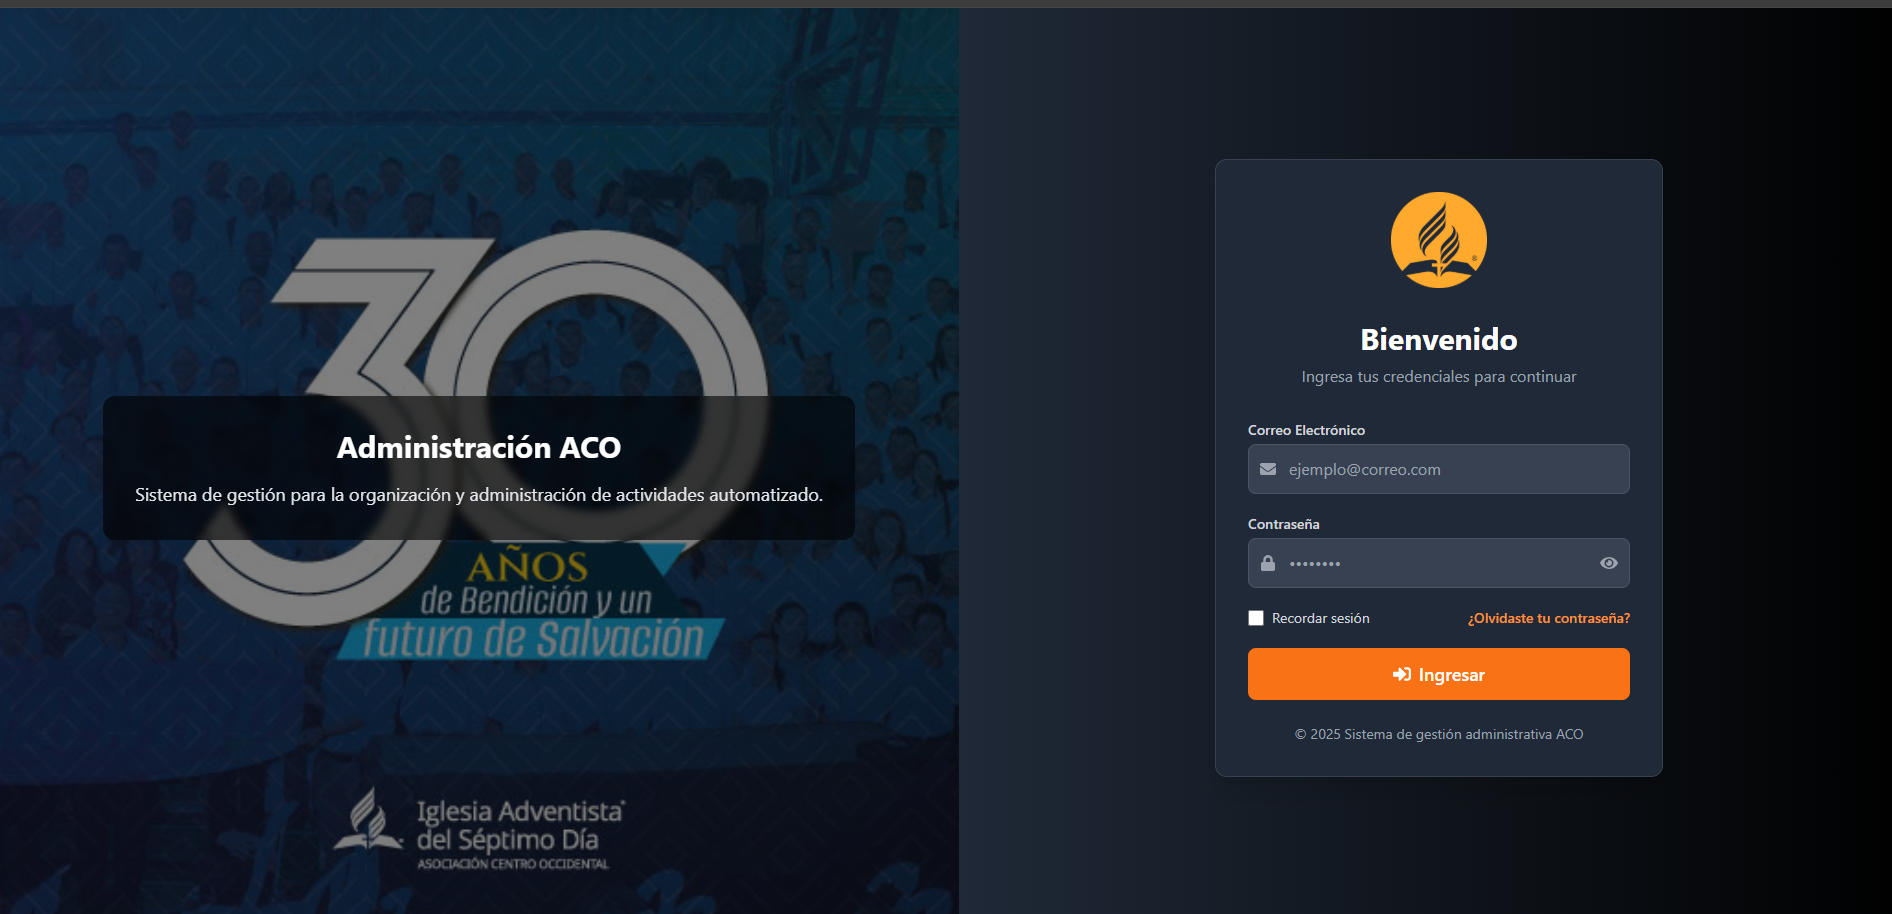 30
Administración ACO
Sistema de gestión para la organización y administración de actividades automatizado.
AÑOS
de Bendición y un
futuro de Salvación
Iglesia Adventista®
del Séptimo Día
ASOCIACIÓN CENTRO OCCIDENTAL
®
Bienvenido
Ingresa tus credenciales para continuar
Correo Electrónico
ejemplo@correo.com
Contraseña
••••••••
Recordar sesión
¿Olvidaste tu contraseña?
Ingresar
© 2025 Sistema de gestión administrativa ACO